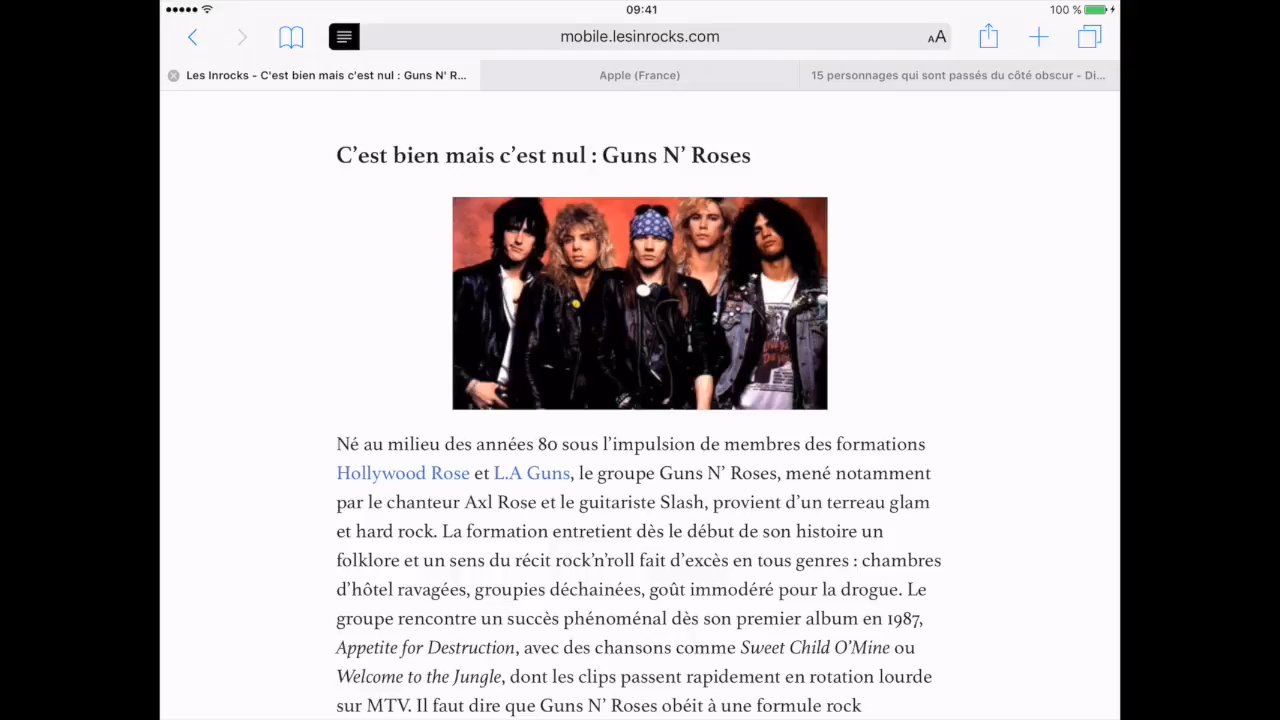 09:41
100 %
mobile.lesinrocks.com
AA
Les Inrocks - C'est bien mais c'est nul : Guns N' R...
Apple (France)
15 personnages qui sont passés du côté obscur - Di...
C’est bien mais c’est nul : Guns N’ Roses
Né au milieu des années 80 sous l’impulsion de membres des formations
Hollywood Rose et L.A Guns, le groupe Guns N’ Roses, mené notamment
par le chanteur Axl Rose et le guitariste Slash, provient d’un terreau glam
et hard rock. La formation entretient dès le début de son histoire un
folklore et un sens du récit rock’n’roll fait d’excès en tous genres : chambres
d’hôtel ravagées, groupies déchainées, goût immodéré pour la drogue. Le
groupe rencontre un succès phénoménal dès son premier album en 1987,
Appetite for Destruction, avec des chansons comme Sweet Child O’Mine ou
Welcome to the Jungle, dont les clips passent rapidement en rotation lourde
sur MTV. Il faut dire que Guns N’ Roses obéit à une formule rock